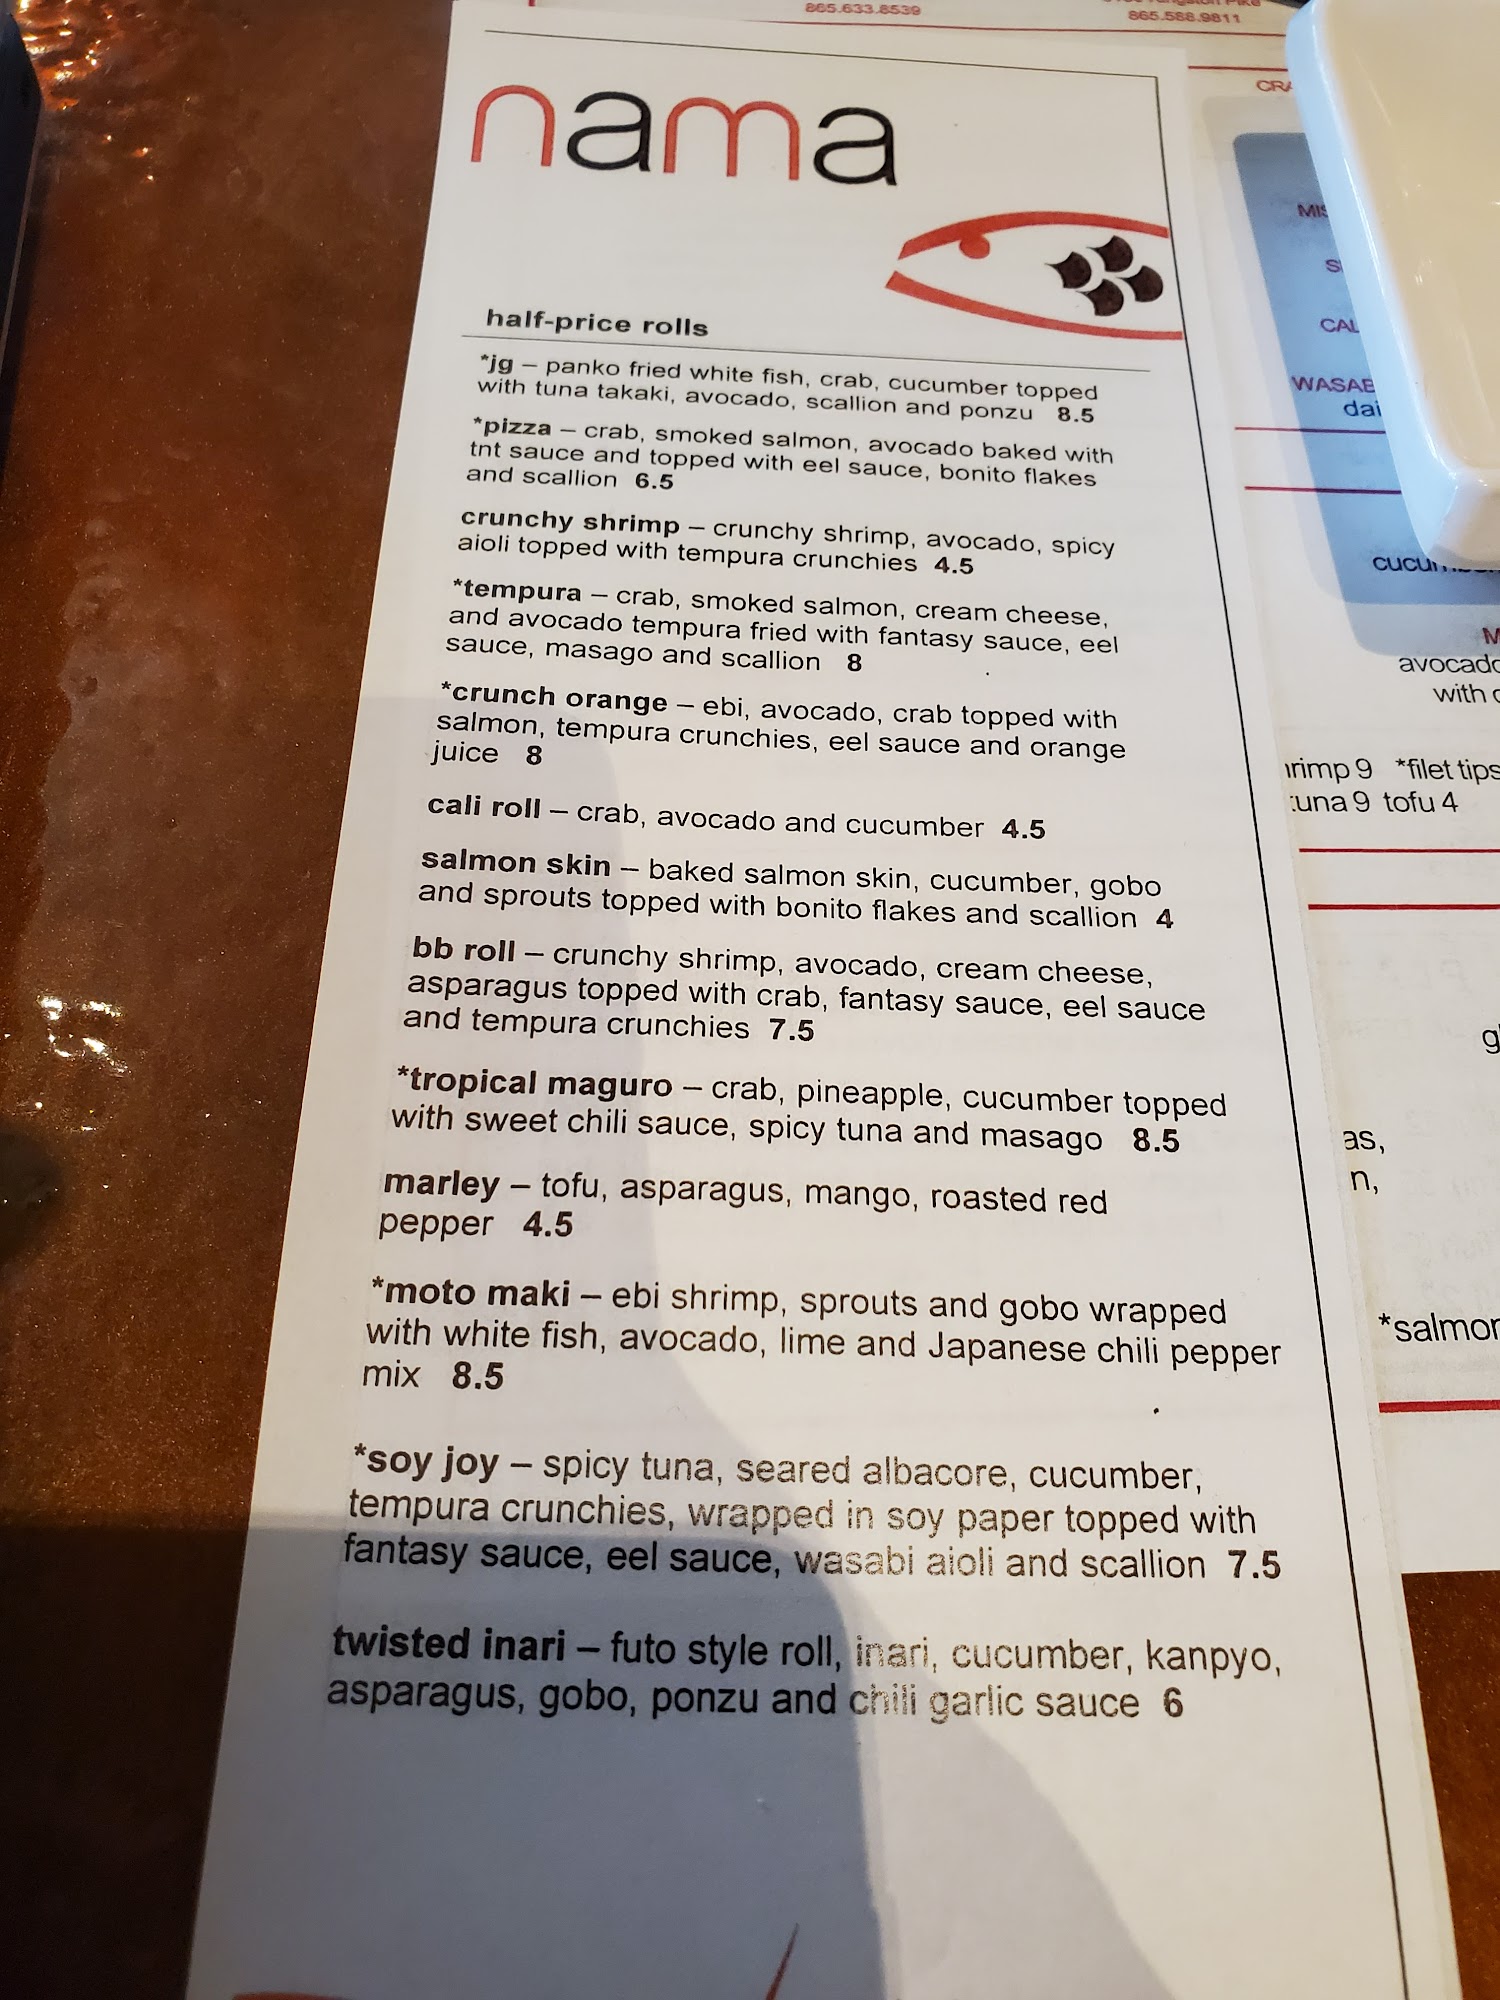 865.633.8539
865.588.9811
nama
half-price rolls
*jg – panko fried white fish, crab, cucumber topped
with tuna takaki, avocado, scallion and ponzu 8.5
*pizza – crab, smoked salmon, avocado baked with
tnt sauce and topped with eel sauce, bonito flakes
and scallion 6.5
crunchy shrimp – crunchy shrimp, avocado, spicy
aioli topped with tempura crunchies 4.5
*tempura – crab, smoked salmon, cream cheese,
and avocado tempura fried with fantasy sauce, eel
sauce, masago and scallion 8
*crunch orange – ebi, avocado, crab topped with
salmon, tempura crunchies, eel sauce and orange
juice 8
cali roll – crab, avocado and cucumber 4.5
salmon skin – baked salmon skin, cucumber, gobo
and sprouts topped with bonito flakes and scallion 4
bb roll – crunchy shrimp, avocado, cream cheese,
asparagus topped with crab, fantasy sauce, eel sauce
and tempura crunchies 7.5
*tropical maguro – crab, pineapple, cucumber topped
with sweet chili sauce, spicy tuna and masago 8.5
marley – tofu, asparagus, mango, roasted red
pepper 4.5
*moto maki – ebi shrimp, sprouts and gobo wrapped
with white fish, avocado, lime and Japanese chili pepper
mix 8.5
*soy joy – spicy tuna, seared albacore, cucumber,
tempura crunchies, wrapped in soy paper topped with
fantasy sauce, eel sauce, wasabi aioli and scallion 7.5
twisted inari – futo style roll, inari, cucumber, kanpyo,
asparagus, gobo, ponzu and chili garlic sauce 6
CRA
MIS
S
CAL
WASAB
dai
M
avocado
with
rimp 9 *filet tips
una 9 tofu 4
as,
n,
*salmon